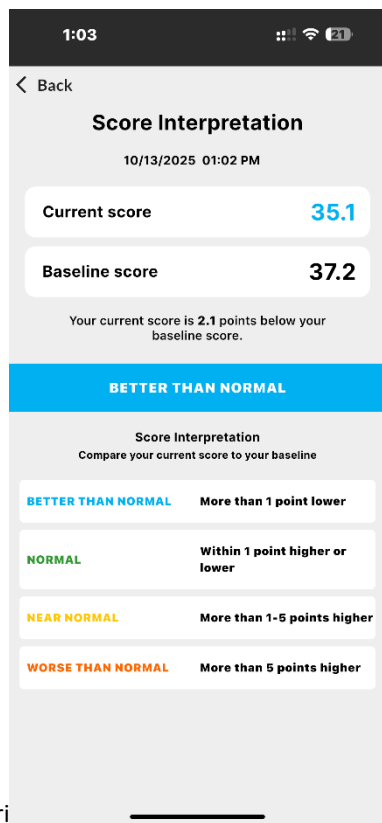 1:03
21
Back
Score Interpretation
10/13/2025 01:02 PM
Current score
35.1
Baseline score
37.2
Your current score is 2.1 points below your
baseline score.
BETTER THAN NORMAL
Score Interpretation
Compare your current score to your baseline
BETTER THAN NORMAL
More than 1 point lower
NORMAL
Within 1 point higher or
lower
NEAR NORMAL
More than 1-5 points higher
WORSE THAN NORMAL
More than 5 points higher